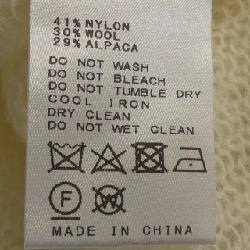 41% NYLON
30% WOOL
29% ALPACA
DO NOT WASH
DO NOT BLEACH
DO NOT TUMBLE DRY
COOL IRON
DRY CLEAN
DO NOT WET CLEAN
F W
MADE IN CHINA